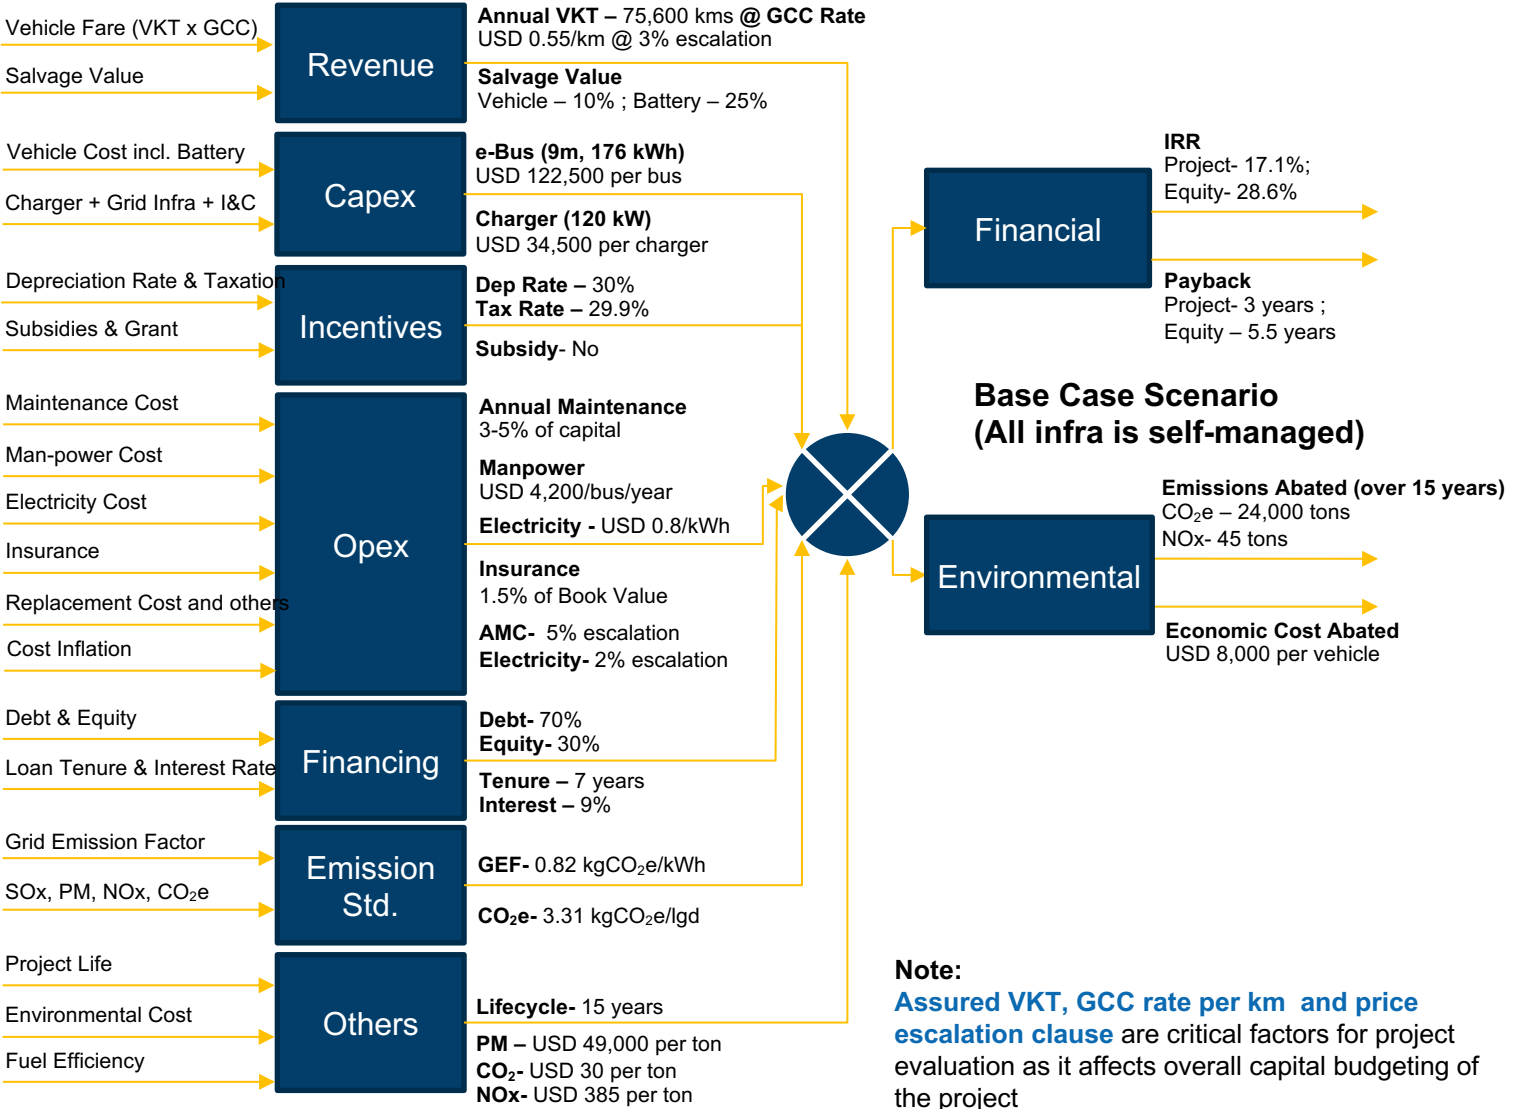 Vehicle Fare (VKT x GCC)
Salvage Value
Revenue
Annual VKT – 75,600 kms @ GCC Rate
USD 0.55/km @ 3% escalation
Salvage Value
Vehicle – 10% ; Battery – 25%
Vehicle Cost incl. Battery
Charger + Grid Infra + I&C
Capex
e-Bus (9m, 176 kWh)
USD 122,500 per bus
Charger (120 kW)
USD 34,500 per charger
Depreciation Rate & Taxation
Subsidies & Grant
Incentives
Dep Rate – 30%
Tax Rate – 29.9%
Subsidy- No
Maintenance Cost
Man-power Cost
Electricity Cost
Insurance
Replacement Cost and others
Cost Inflation
Opex
Annual Maintenance
3-5% of capital
Manpower
USD 4,200/bus/year
Electricity - USD 0.8/kWh
Insurance
1.5% of Book Value
AMC- 5% escalation
Electricity- 2% escalation
Debt & Equity
Loan Tenure & Interest Rate
Financing
Debt- 70%
Equity- 30%
Tenure – 7 years
Interest – 9%
Grid Emission Factor
SOx, PM, NOx, CO₂e
Emission
Std.
GEF- 0.82 kgCO₂e/kWh
CO₂e- 3.31 kgCO₂e/lgd
Project Life
Environmental Cost
Fuel Efficiency
Others
Lifecycle- 15 years
PM – USD 49,000 per ton
CO₂- USD 30 per ton
NOx- USD 385 per ton
Financial
IRR
Project- 17.1%;
Equity- 28.6%
Payback
Project- 3 years ;
Equity – 5.5 years
Base Case Scenario
(All infra is self-managed)
Environmental
Emissions Abated (over 15 years)
CO₂e – 24,000 tons
NOx- 45 tons
Economic Cost Abated
USD 8,000 per vehicle
Note:
Assured VKT, GCC rate per km and price
escalation clause are critical factors for project
evaluation as it affects overall capital budgeting of
the project